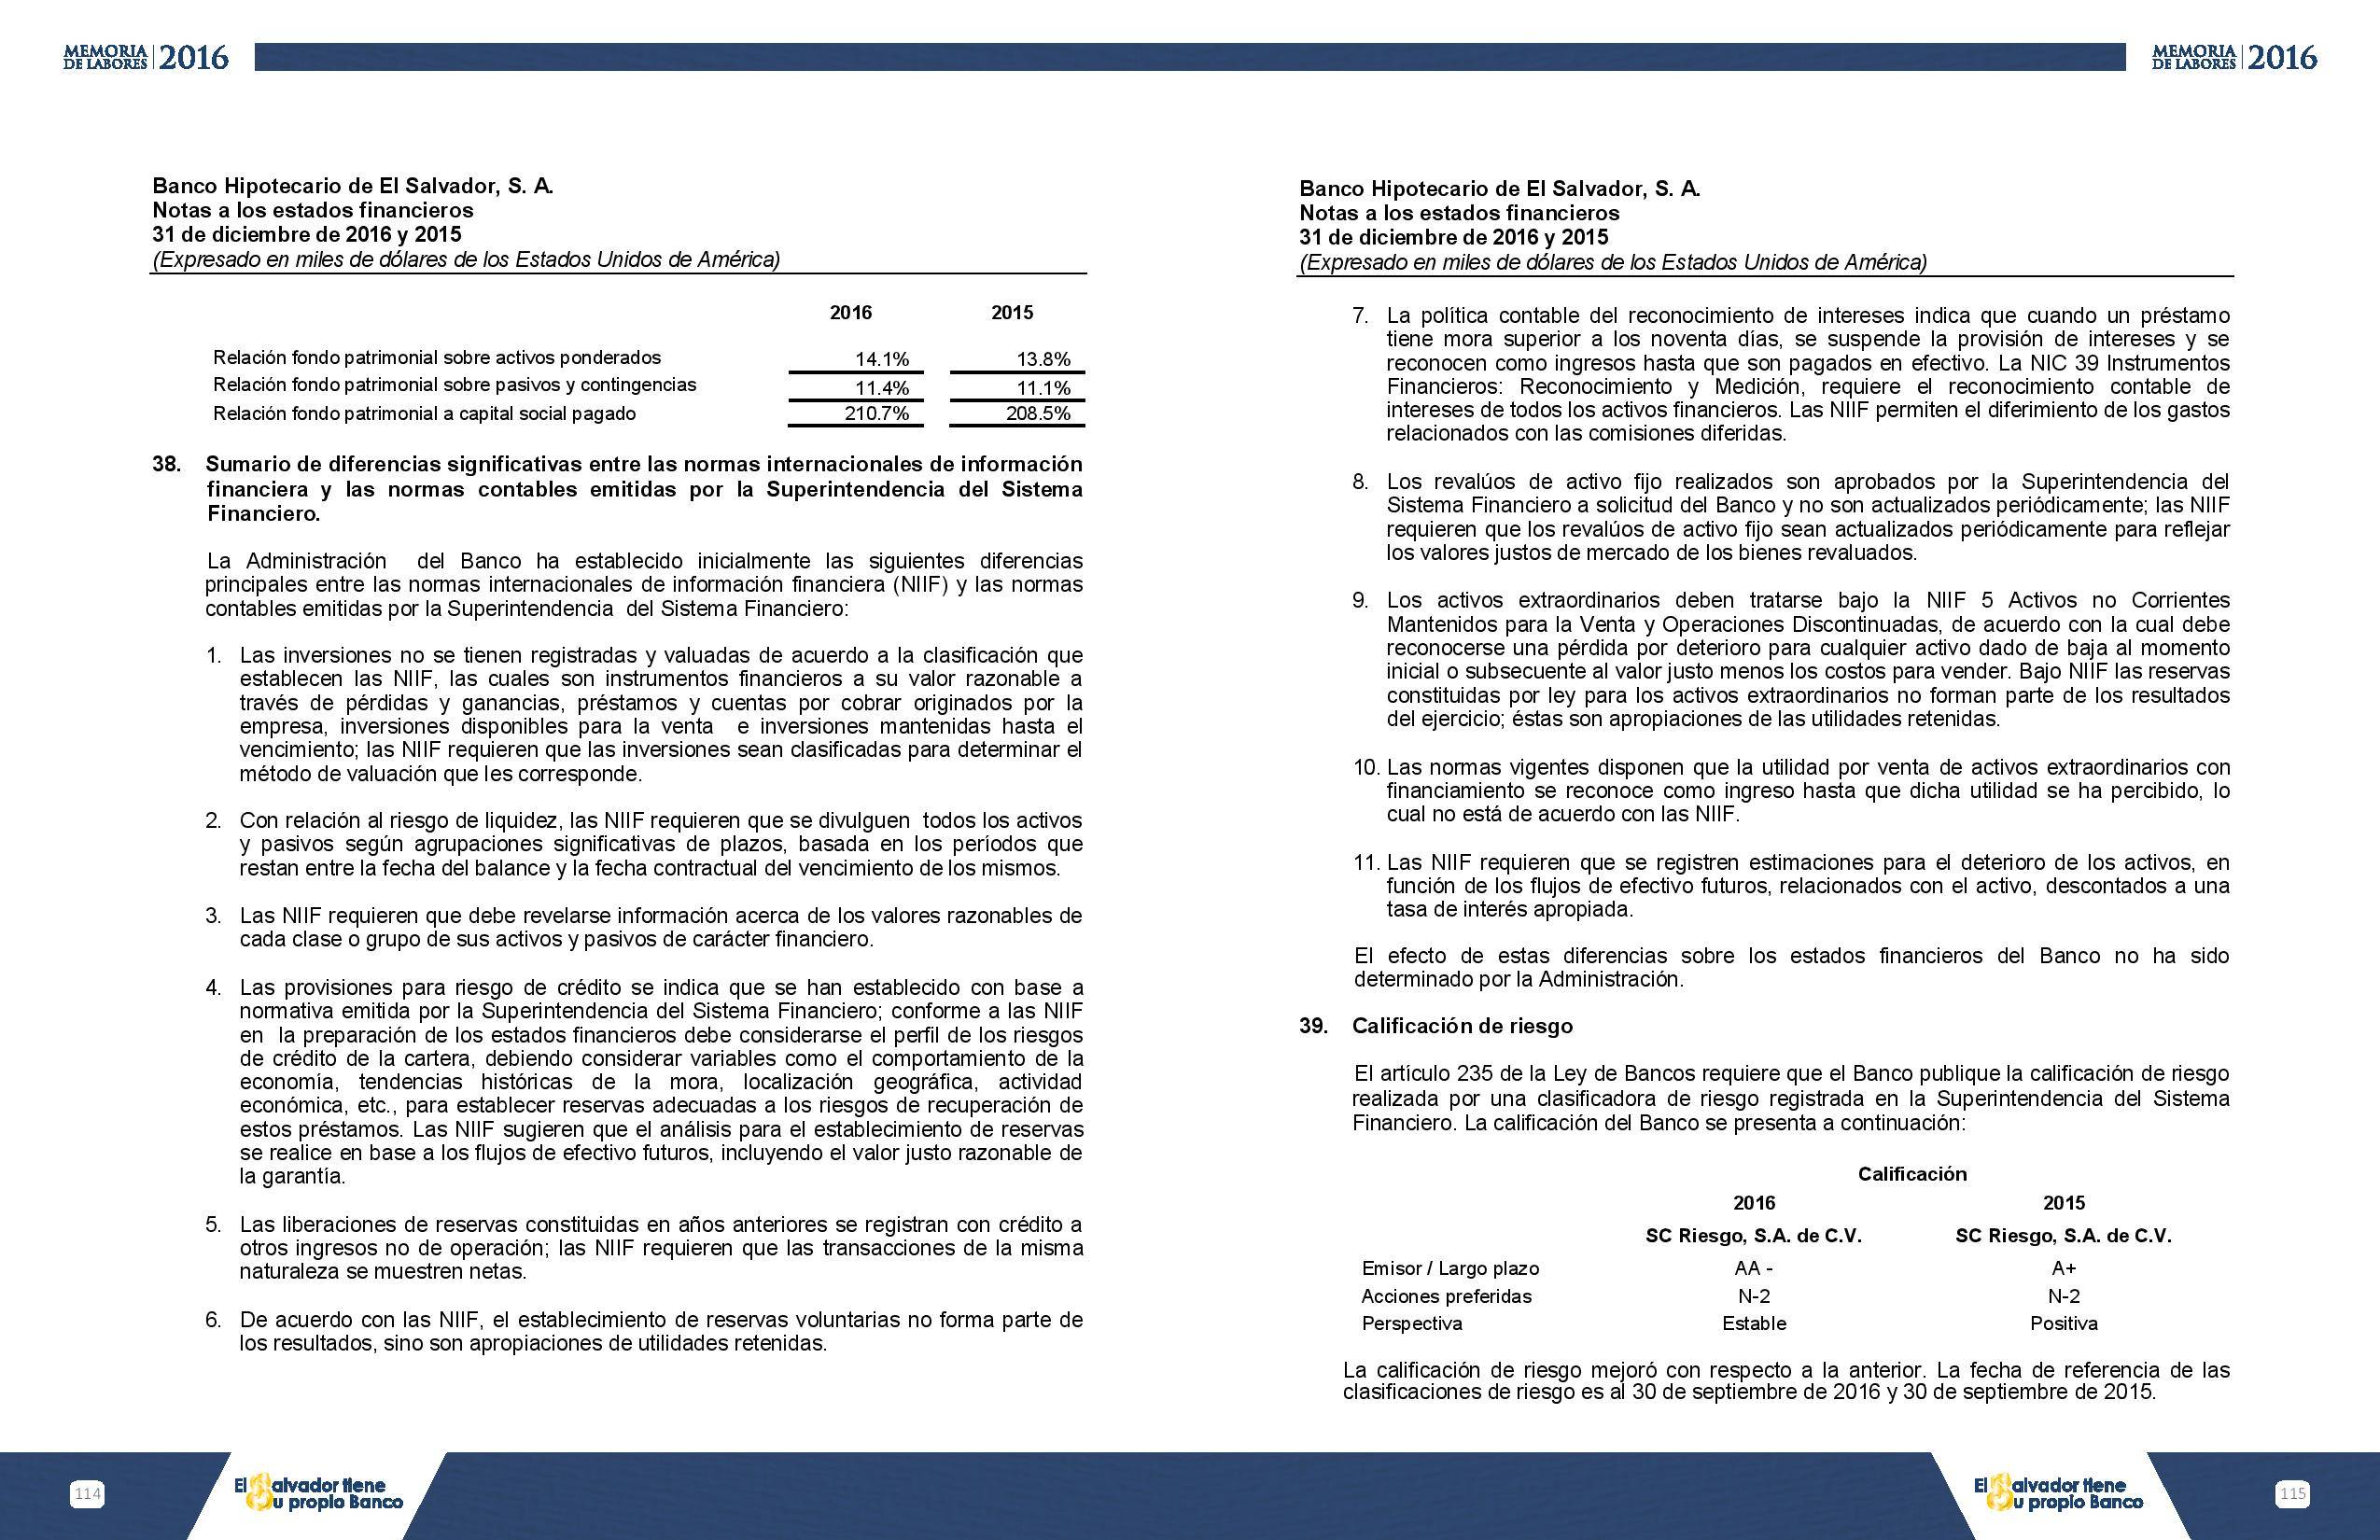 MEMORIA
DE LABORES 2016
MEMORIA
DE LABORES 2016
Banco Hipotecario de El Salvador, S. A.
Notas a los estados financieros
31 de diciembre de 2016 y 2015
(Expresado en miles de dólares de los Estados Unidos de América)
2016 2015
Relación fondo patrimonial sobre activos ponderados 14.1% 13.8%
Relación fondo patrimonial sobre pasivos y contingencias 11.4% 11.1%
Relación fondo patrimonial a capital social pagado 210.7% 208.5%
38. Sumario de diferencias significativas entre las normas internacionales de información
financiera y las normas contables emitidas por la Superintendencia del Sistema
Financiero.
La Administración del Banco ha establecido inicialmente las siguientes diferencias
principales entre las normas internacionales de información financiera (NIIF) y las normas
contables emitidas por la Superintendencia del Sistema Financiero:
1. Las inversiones no se tienen registradas y valuadas de acuerdo a la clasificación que
establecen las NIIF, las cuales son instrumentos financieros a su valor razonable a
través de pérdidas y ganancias, préstamos y cuentas por cobrar originados por la
empresa, inversiones disponibles para la venta e inversiones mantenidas hasta el
vencimiento; las NIIF requieren que las inversiones sean clasificadas para determinar el
método de valuación que les corresponde.
2. Con relación al riesgo de liquidez, las NIIF requieren que se divulguen todos los activos
y pasivos según agrupaciones significativas de plazos, basada en los períodos que
restan entre la fecha del balance y la fecha contractual del vencimiento de los mismos.
3. Las NIIF requieren que debe revelarse información acerca de los valores razonables de
cada clase o grupo de sus activos y pasivos de carácter financiero.
4. Las provisiones para riesgo de crédito se indica que se han establecido con base a
normativa emitida por la Superintendencia del Sistema Financiero; conforme a las NIIF
en la preparación de los estados financieros debe considerarse el perfil de los riesgos
de crédito de la cartera, debiendo considerar variables como el comportamiento de la
economía, tendencias históricas de la mora, localización geográfica, actividad
económica, etc., para establecer reservas adecuadas a los riesgos de recuperación de
estos préstamos. Las NIIF sugieren que el análisis para el establecimiento de reservas
se realice en base a los flujos de efectivo futuros, incluyendo el valor justo razonable de
la garantía.
5. Las liberaciones de reservas constituidas en años anteriores se registran con crédito a
otros ingresos no de operación; las NIIF requieren que las transacciones de la misma
naturaleza se muestren netas.
6. De acuerdo con las NIIF, el establecimiento de reservas voluntarias no forma parte de
los resultados, sino son apropiaciones de utilidades retenidas.
114
El Salvador tiene
Su propio Banco
Banco Hipotecario de El Salvador, S. A.
Notas a los estados financieros
31 de diciembre de 2016 y 2015
(Expresado en miles de dólares de los Estados Unidos de América)
7. La política contable del reconocimiento de intereses indica que cuando un préstamo
tiene mora superior a los noventa días, se suspende la provisión de intereses y se
reconocen como ingresos hasta que son pagados en efectivo. La NIC 39 Instrumentos
Financieros: Reconocimiento y Medición, requiere el reconocimiento contable de
intereses de todos los activos financieros. Las NIIF permiten el diferimiento de los gastos
relacionados con las comisiones diferidas.
8. Los revalúos de activo fijo realizados son aprobados por la Superintendencia del
Sistema Financiero a solicitud del Banco y no son actualizados periódicamente; las NIIF
requieren que los revalúos de activo fijo sean actualizados periódicamente para reflejar
los valores justos de mercado de los bienes revaluados.
9. Los activos extraordinarios deben tratarse bajo la NIIF 5 Activos no Corrientes
Mantenidos para la Venta y Operaciones Discontinuadas, de acuerdo con la cual debe
reconocerse una pérdida por deterioro para cualquier activo dado de baja al momento
inicial o subsecuente al valor justo menos los costos para vender. Bajo NIIF las reservas
constituidas por ley para los activos extraordinarios no forman parte de los resultados
del ejercicio; éstas son apropiaciones de las utilidades retenidas.
10. Las normas vigentes disponen que la utilidad por venta de activos extraordinarios con
financiamiento se reconoce como ingreso hasta que dicha utilidad se ha percibido, lo
cual no está de acuerdo con las NIIF.
11. Las NIIF requieren que se registren estimaciones para el deterioro de los activos, en
función de los flujos de efectivo futuros, relacionados con el activo, descontados a una
tasa de interés apropiada.
El efecto de estas diferencias sobre los estados financieros del Banco no ha sido
determinado por la Administración.
39. Calificación de riesgo
El artículo 235 de la Ley de Bancos requiere que el Banco publique la calificación de riesgo
realizada por una clasificadora de riesgo registrada en la Superintendencia del Sistema
Financiero. La calificación del Banco se presenta a continuación:
Calificación
2016 2015
SC Riesgo, S.A. de C.V. SC Riesgo, S.A. de C.V.
Emisor / Largo plazo AA - A+
Acciones preferidas N-2 N-2
Perspectiva Estable Positiva
La calificación de riesgo mejoró con respecto a la anterior. La fecha de referencia de las
clasificaciones de riesgo es al 30 de septiembre de 2016 y 30 de septiembre de 2015.
El Salvador tiene
Su propio Banco
115